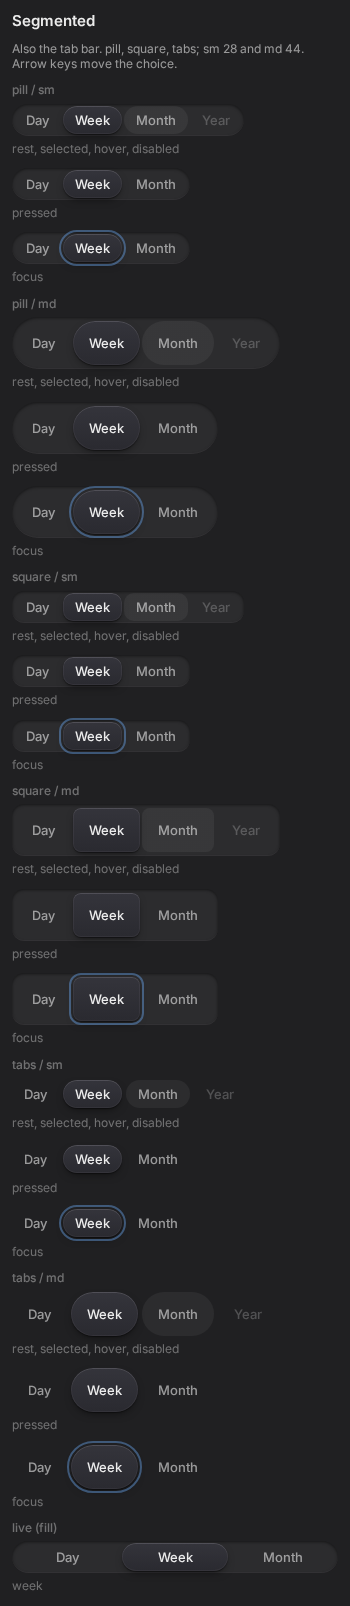 Segmented
Also the tab bar. pill, square, tabs; sm 28 and md 44.
Arrow keys move the choice.
pill / sm
Day Week Month Year
rest, selected, hover, disabled
Day Week Month
pressed
Day Week Month
focus
pill / md
Day Week Month Year
rest, selected, hover, disabled
Day Week Month
pressed
Day Week Month
focus
square / sm
Day Week Month Year
rest, selected, hover, disabled
Day Week Month
pressed
Day Week Month
focus
square / md
Day Week Month Year
rest, selected, hover, disabled
Day Week Month
pressed
Day Week Month
focus
tabs / sm
Day Week Month Year
rest, selected, hover, disabled
Day Week Month
pressed
Day Week Month
focus
tabs / md
Day Week Month Year
rest, selected, hover, disabled
Day Week Month
pressed
Day Week Month
focus
live (fill)
Day Week Month
week